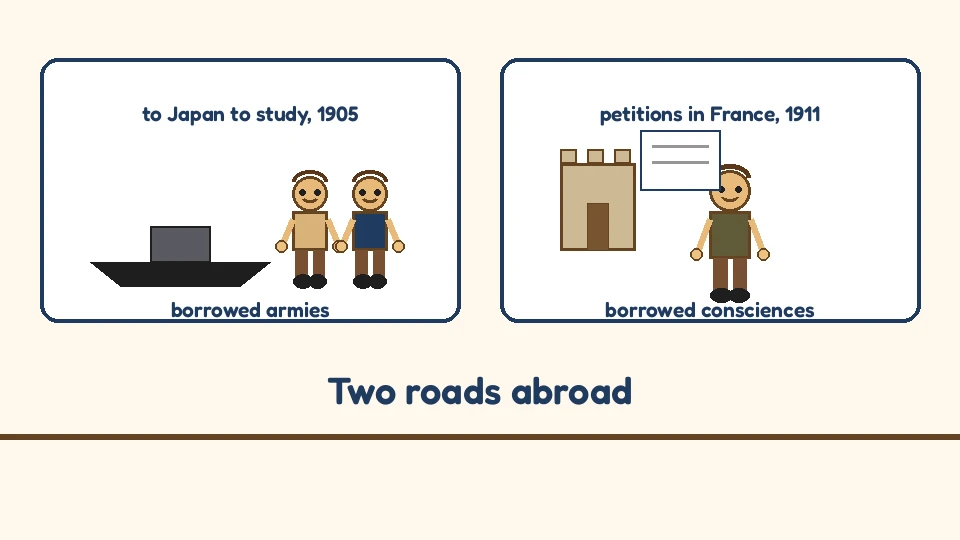 to Japan to study, 1905
borrowed armies
petitions in France, 1911
borrowed consciences
Two roads abroad